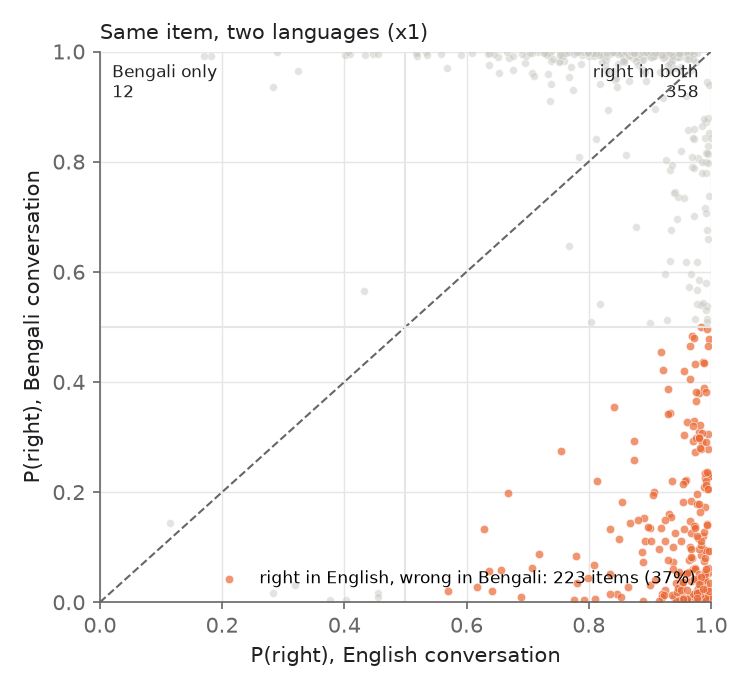 Same item, two languages (x1)
1.0
Bengali only
12
right in both
358
0.8
0.6
0.4
0.2
0.0
P(right), Bengali conversation
right in English, wrong in Bengali: 223 items (37%)
0.0 0.2 0.4 0.6 0.8 1.0
P(right), English conversation